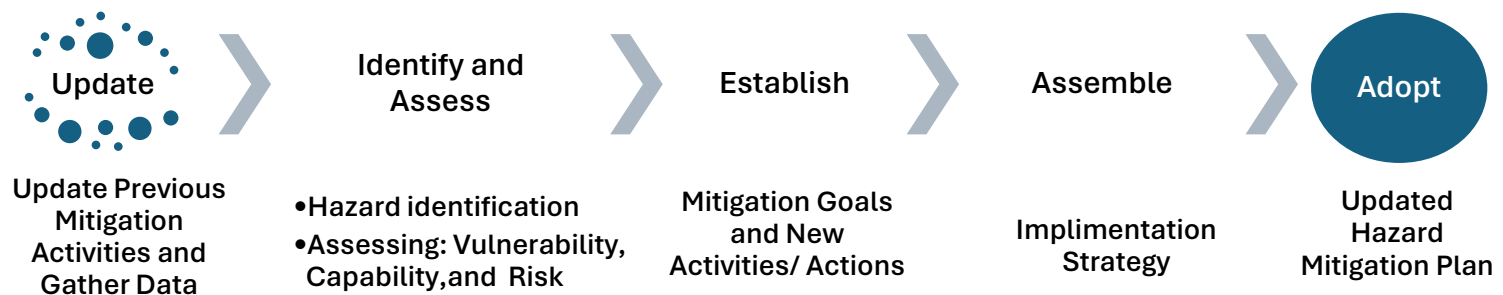 Update
Identify and
Assess
Establish
Assemble
Adopt
Update Previous
Mitigation
Activities and
Gather Data
•Hazard identification
•Assessing: Vulnerability,
Capability,and Risk
Mitigation Goals
and New
Activities/ Actions
Implimentation
Strategy
Updated
Hazard
Mitigation Plan